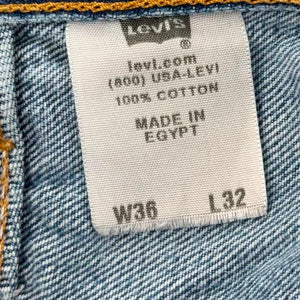 Levi's
®
levi.com
(800) USA-LEVI
100% COTTON
MADE IN
EGYPT
W36 L32